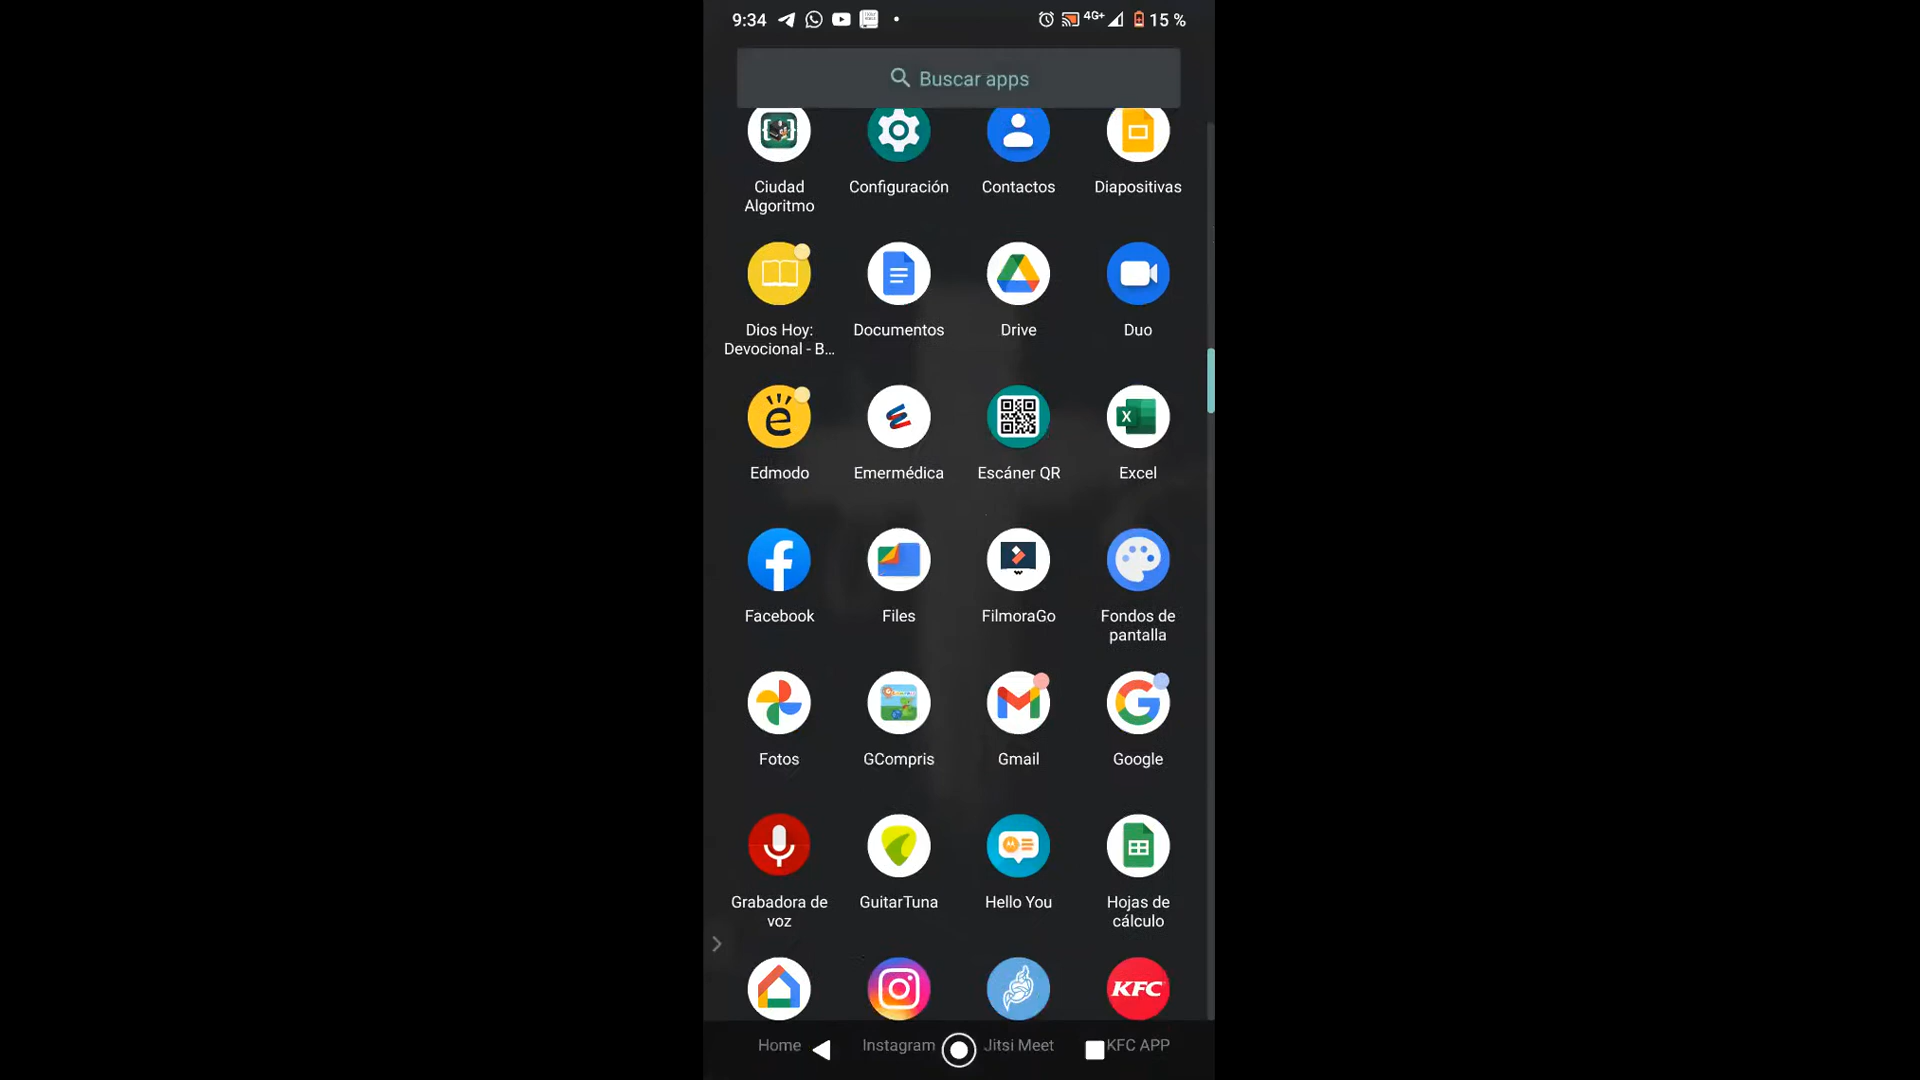 9:34 4G+ 15 %
Buscar apps
Ciudad Algoritmo
Configuración
Contactos
Diapositivas
Dios Hoy: Devocional - B...
Documentos
Drive
Duo
Edmodo
Emermédica
Escáner QR
Excel
Facebook
Files
FilmoraGo
Fondos de pantalla
Fotos
GCompris
Gmail
Google
Grabadora de voz
GuitarTuna
Hello You
Hojas de cálculo
KFC
Home
Instagram
Jitsi Meet
KFC APP